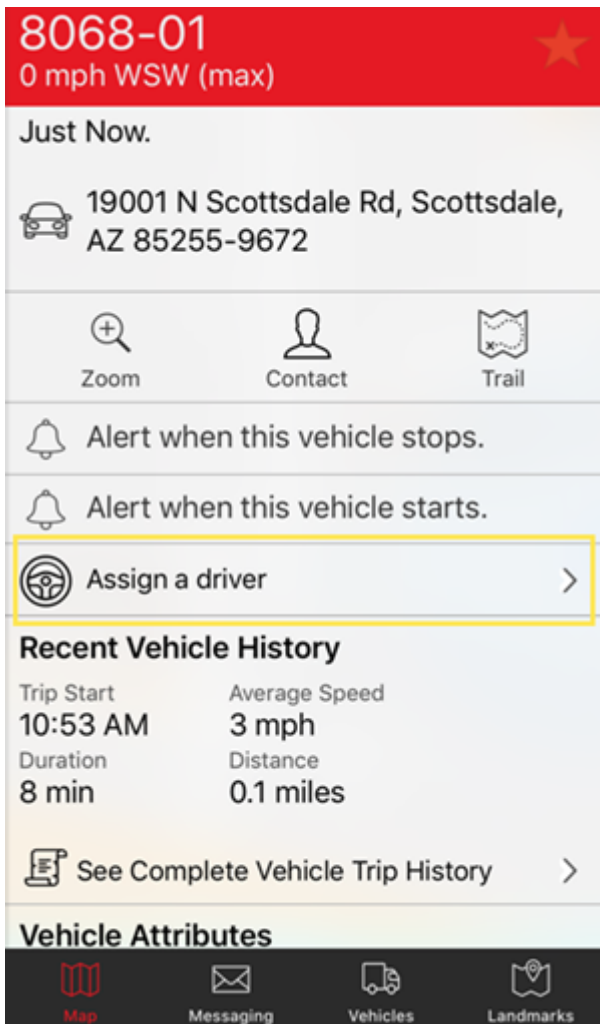 8068-01
0 mph WSW (max)
Just Now.
19001 N Scottsdale Rd, Scottsdale,
AZ 85255-9672
Zoom Contact Trail
Alert when this vehicle stops.
Alert when this vehicle starts.
Assign a driver
Recent Vehicle History
Trip Start Average Speed
10:53 AM 3 mph
Duration Distance
8 min 0.1 miles
See Complete Vehicle Trip History
Vehicle Attributes
Map Messaging Vehicles Landmarks